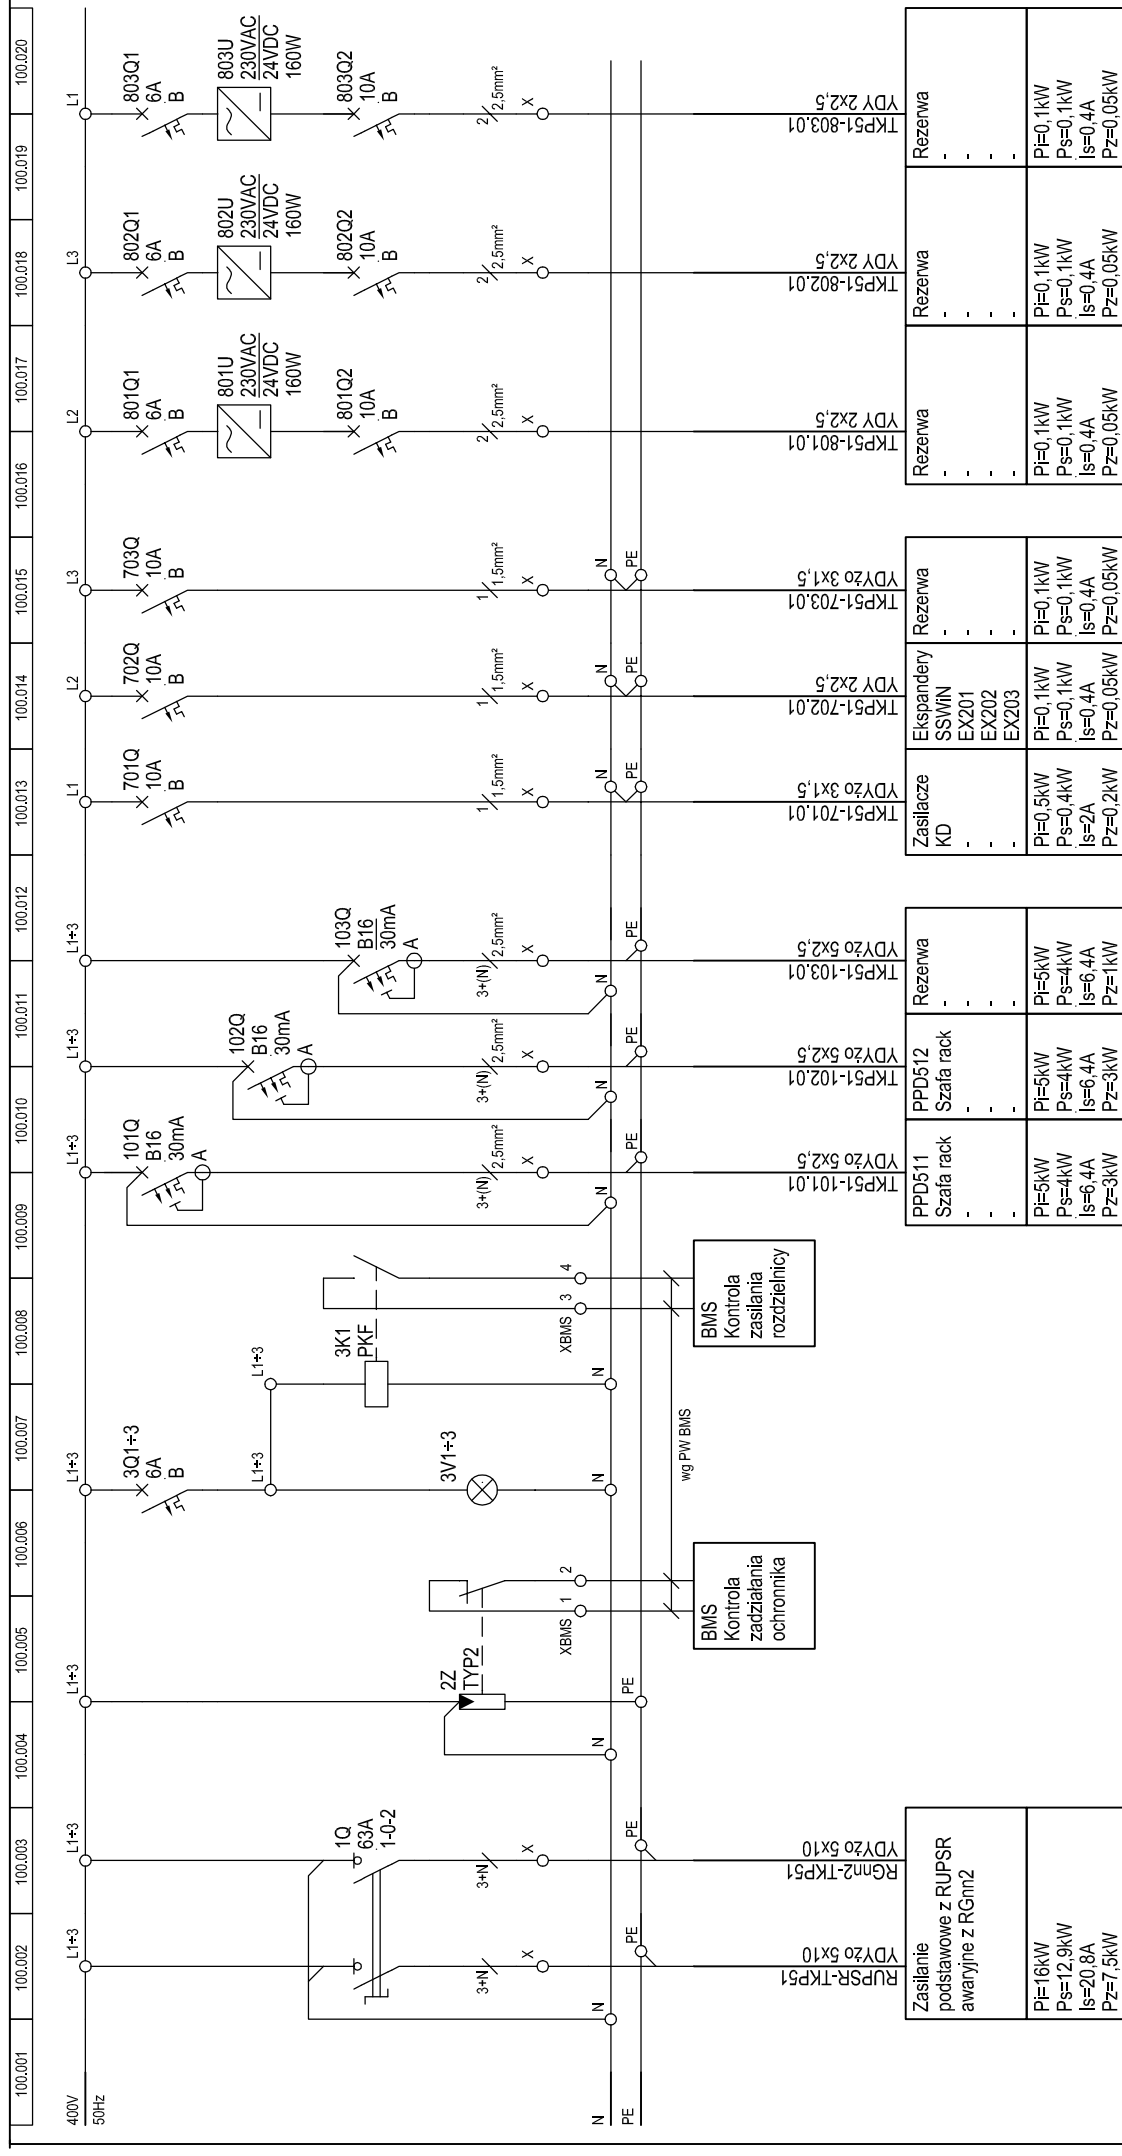 100.001
100.002
100.003
100.004
100.005
100.006
100.007
100.008
100.009
100.010
100.011
100.012
100.013
100.014
100.015
100.016
100.017
100.018
100.019
100.020
400V
50Hz
L1÷3
L1÷3
L1÷3
L1÷3
L1÷3
L1÷3
L1÷3
L1
L2
L3
L2
L3
L1
1Q
63A
1-0-2
3+N
X
3+N
X
N
PE
N
PE
PE
RUPSR-TKP51
YDYżo 5x10
RGnn2-TKP51
YDYżo 5x10
Zasilanie
podstawowe z RUPSR
awaryjne z RGnn2
Pi=16kW
Ps=12,9kW
Is=20,8A
Pz=7,5kW
2Z
TYP2
N
PE
XBMS
1
2
BMS
Kontrola
zadziałania
ochronnika
wg PW BMS
3Q1÷3
6A
B
L1÷3
L1÷3
3V1÷3
N
3K1
PKF
N
XBMS
3
4
BMS
Kontrola
zasilania
rozdzielnicy
101Q
B16
30mA
A
3+(N)
2,5mm²
X
N
PE
TKP51-101.01
YDYżo 5x2,5
PPD511
Szafa rack
.
.
.
Pi=5kW
Ps=4kW
Is=6,4A
Pz=3kW
102Q
B16
30mA
A
3+(N)
2,5mm²
X
N
PE
TKP51-102.01
YDYżo 5x2,5
PPD512
Szafa rack
.
.
.
Pi=5kW
Ps=4kW
Is=6,4A
Pz=3kW
103Q
B16
30mA
A
3+(N)
2,5mm²
X
N
PE
TKP51-103.01
YDYżo 5x2,5
Rezerwa
.
.
.
.
Pi=5kW
Ps=4kW
Is=6,4A
Pz=1kW
701Q
10A
B
1
1,5mm²
X
N
PE
TKP51-701.01
YDYżo 3x1,5
Zasilacze
KD
.
.
.
Pi=0,5kW
Ps=0,4kW
Is=2A
Pz=0,2kW
702Q
10A
B
1
1,5mm²
X
N
PE
TKP51-702.01
YDY 2x2,5
Ekspandery
SSWiN
EX201
EX202
EX203
Pi=0,1kW
Ps=0,1kW
Is=0,4A
Pz=0,05kW
703Q
10A
B
1
1,5mm²
X
N
PE
TKP51-703.01
YDYżo 3x1,5
Rezerwa
.
.
.
.
Pi=0,1kW
Ps=0,1kW
Is=0,4A
Pz=0,05kW
801Q1
6A
B
801U
230VAC
24VDC
160W
801Q2
10A
B
2
2,5mm²
X
TKP51-801.01
YDY 2x2,5
Rezerwa
.
.
.
.
Pi=0,1kW
Ps=0,1kW
Is=0,4A
Pz=0,05kW
802Q1
6A
B
802U
230VAC
24VDC
160W
802Q2
10A
B
2
2,5mm²
X
TKP51-802.01
YDY 2x2,5
Rezerwa
.
.
.
.
Pi=0,1kW
Ps=0,1kW
Is=0,4A
Pz=0,05kW
803Q1
6A
B
803U
230VAC
24VDC
160W
803Q2
10A
B
2
2,5mm²
X
TKP51-803.01
YDY 2x2,5
Rezerwa
.
.
.
.
Pi=0,1kW
Ps=0,1kW
Is=0,4A
Pz=0,05kW